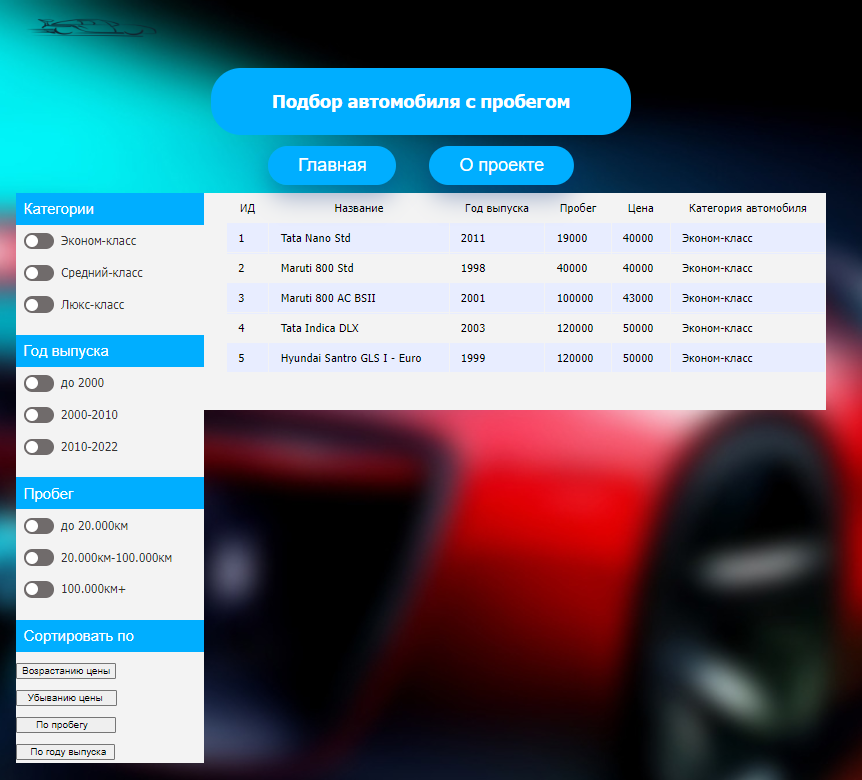 Подбор автомобиля с пробегом
Главная
О проекте
Категории
Эконом-класс
Средний-класс
Люкс-класс
Год выпуска
до 2000
2000-2010
2010-2022
Пробег
до 20.000км
20.000км-100.000км
100.000км+
Сортировать по
Возрастанию цены
Убыванию цены
По пробегу
По году выпуска
ИД Название Год выпуска Пробег Цена Категория автомобиля
1 Tata Nano Std 2011 19000 40000 Эконом-класс
2 Maruti 800 Std 1998 40000 40000 Эконом-класс
3 Maruti 800 AC BSII 2001 100000 43000 Эконом-класс
4 Tata Indica DLX 2003 120000 50000 Эконом-класс
5 Hyundai Santro GLS I - Euro 1999 120000 50000 Эконом-класс